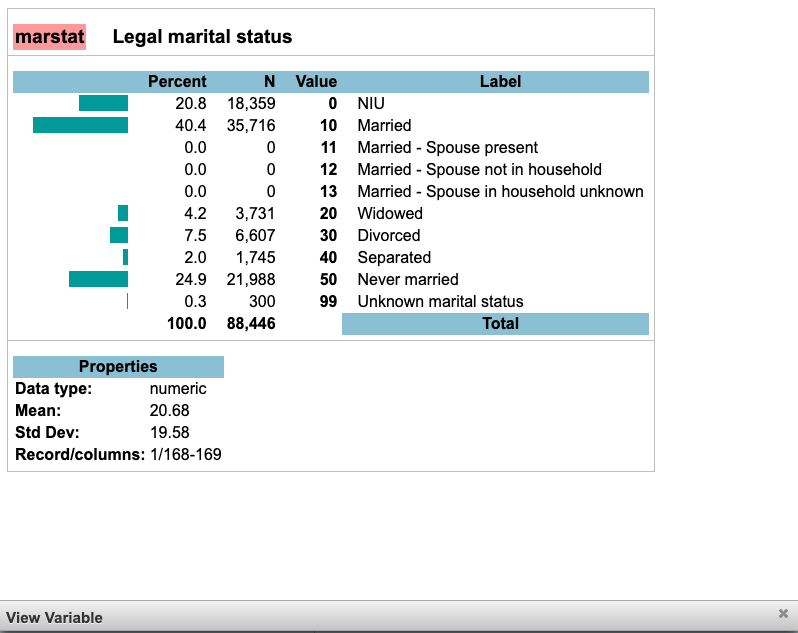 marstat Legal marital status
Percent N Value Label
20.8 18,359 0 NIU
40.4 35,716 10 Married
0.0 0 11 Married - Spouse present
0.0 0 12 Married - Spouse not in household
0.0 0 13 Married - Spouse in household unknown
4.2 3,731 20 Widowed
7.5 6,607 30 Divorced
2.0 1,745 40 Separated
24.9 21,988 50 Never married
0.3 300 99 Unknown marital status
100.0 88,446 Total
Properties
Data type: numeric
Mean: 20.68
Std Dev: 19.58
Record/columns: 1/168-169
View Variable